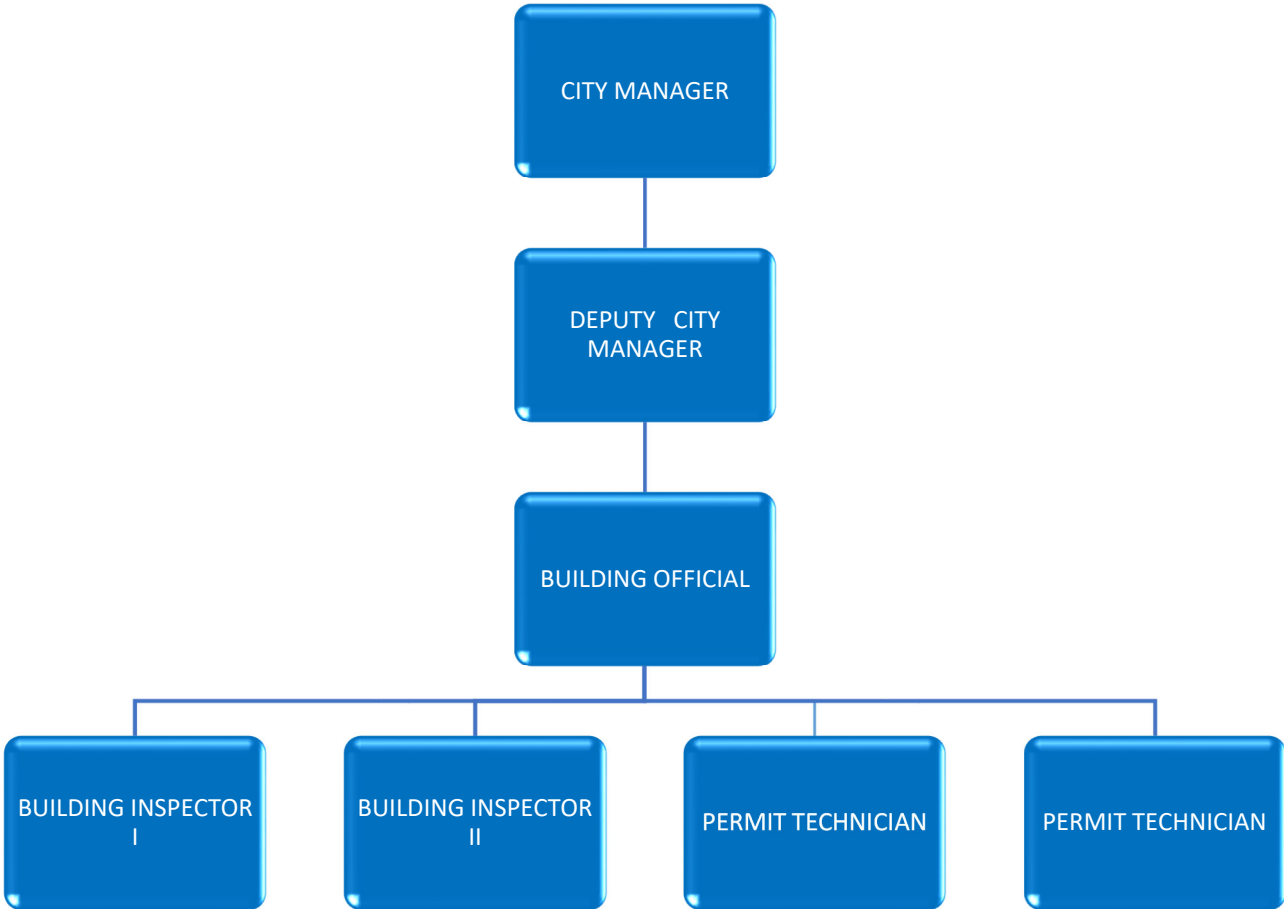 CITY MANAGER
DEPUTY CITY
MANAGER
BUILDING OFFICIAL
BUILDING INSPECTOR
I
BUILDING INSPECTOR
II
PERMIT TECHNICIAN
PERMIT TECHNICIAN